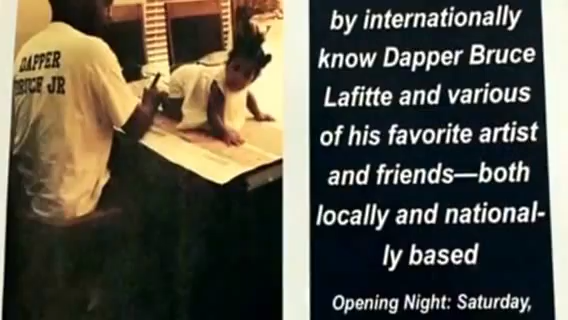 DAPPER
BRUCE JR
by internationally
know Dapper Bruce
Lafitte and various
of his favorite artist
and friends—both
locally and national-
ly based
Opening Night: Saturday,